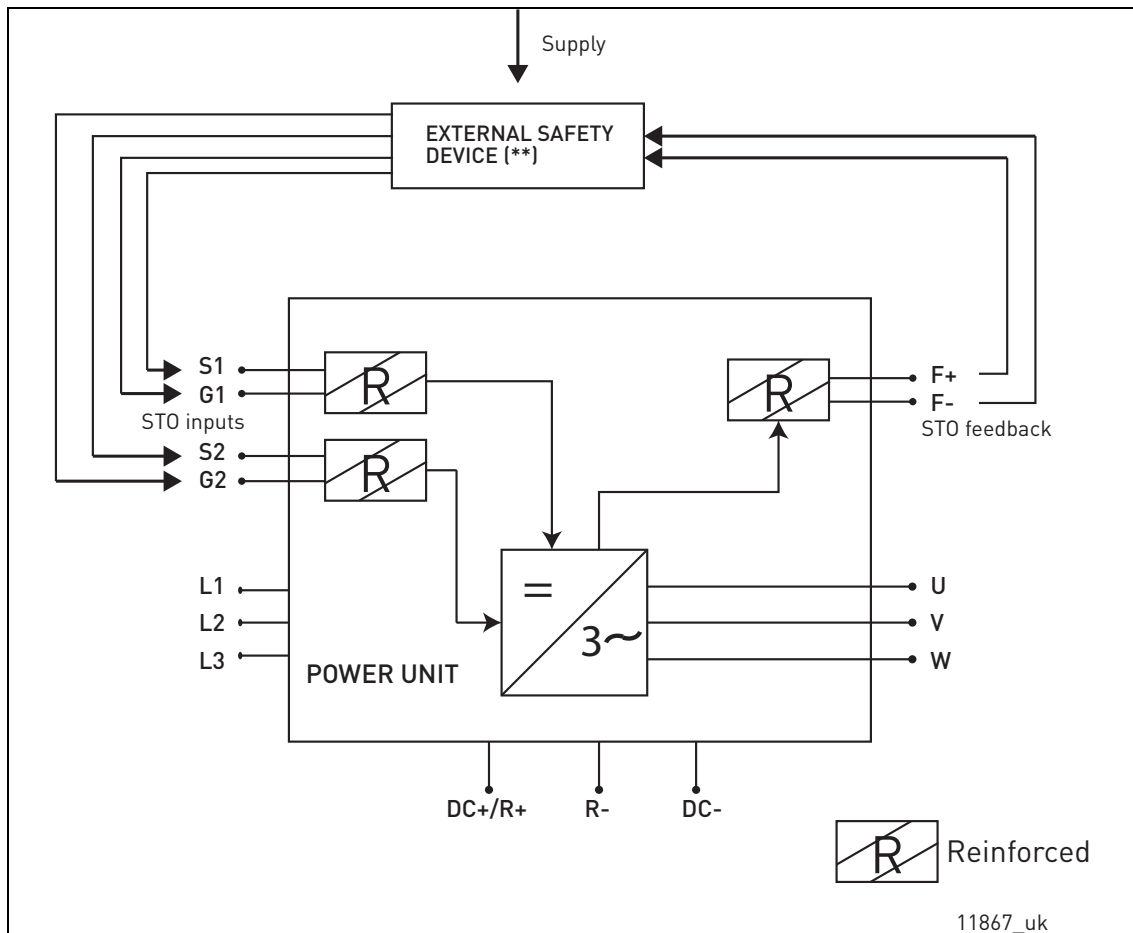 Supply
EXTERNAL SAFETY
DEVICE (**)
S1
G1
STO inputs
S2
G2
R
R
R
F+
F-
STO feedback
L1
L2
L3
=
3~
POWER UNIT
U
V
W
DC+/R+
R-
DC-
R
Reinforced
11867_uk